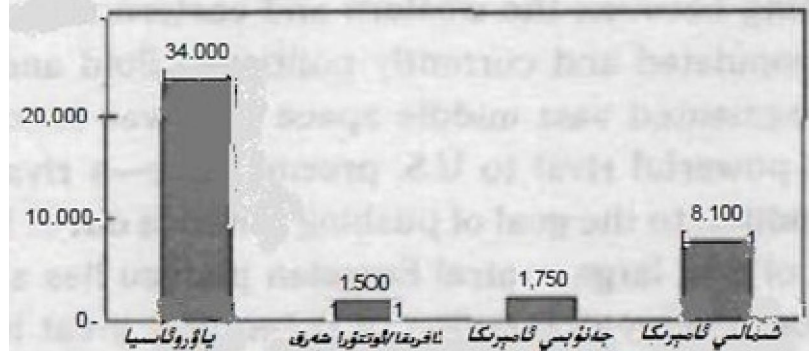 34.000
20,000
10.000
8.100
1.500
1,750
0
ياۋروئاسىيا
ئافرىقا/ئوتتۇرا شەرق
جەنۇبىي ئامېرىكا
شىمالىي ئامېرىكا